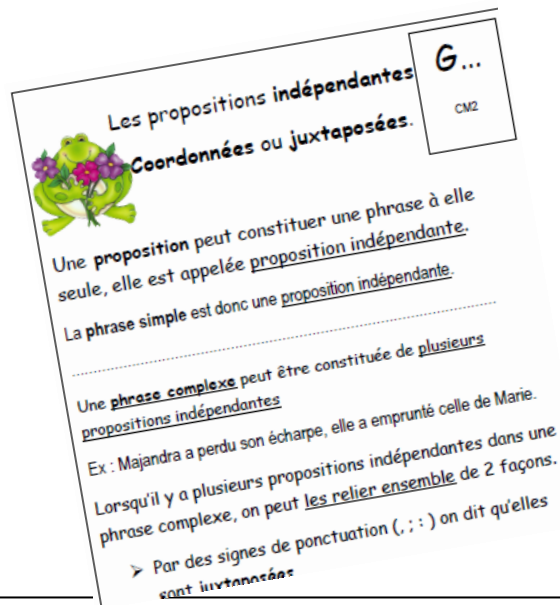 Les propositions indépendantes
Coordonnées ou juxtaposées.
G...
CM2
Une proposition peut constituer une phrase à elle
seule, elle est appelée proposition indépendante.
La phrase simple est donc une proposition indépendante.
Une phrase complexe peut être constituée de plusieurs
propositions indépendantes
Ex : Majandra a perdu son écharpe, elle a emprunté celle de Marie.
Lorsqu'il y a plusieurs propositions indépendantes dans une
phrase complexe, on peut les relier ensemble de 2 façons.
➢ Par des signes de ponctuation (, ; : ) on dit qu'elles
sont juxtaposées